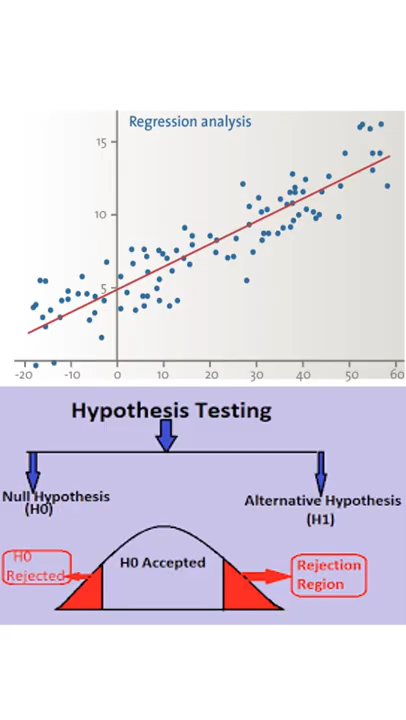 Regression analysis
15
10
5
-20 -10 0 10 20 30 40 50 60
Hypothesis Testing
Null Hypothesis
(H0)
Alternative Hypothesis
(H1)
H0
Rejected
H0 Accepted
Rejection
Region